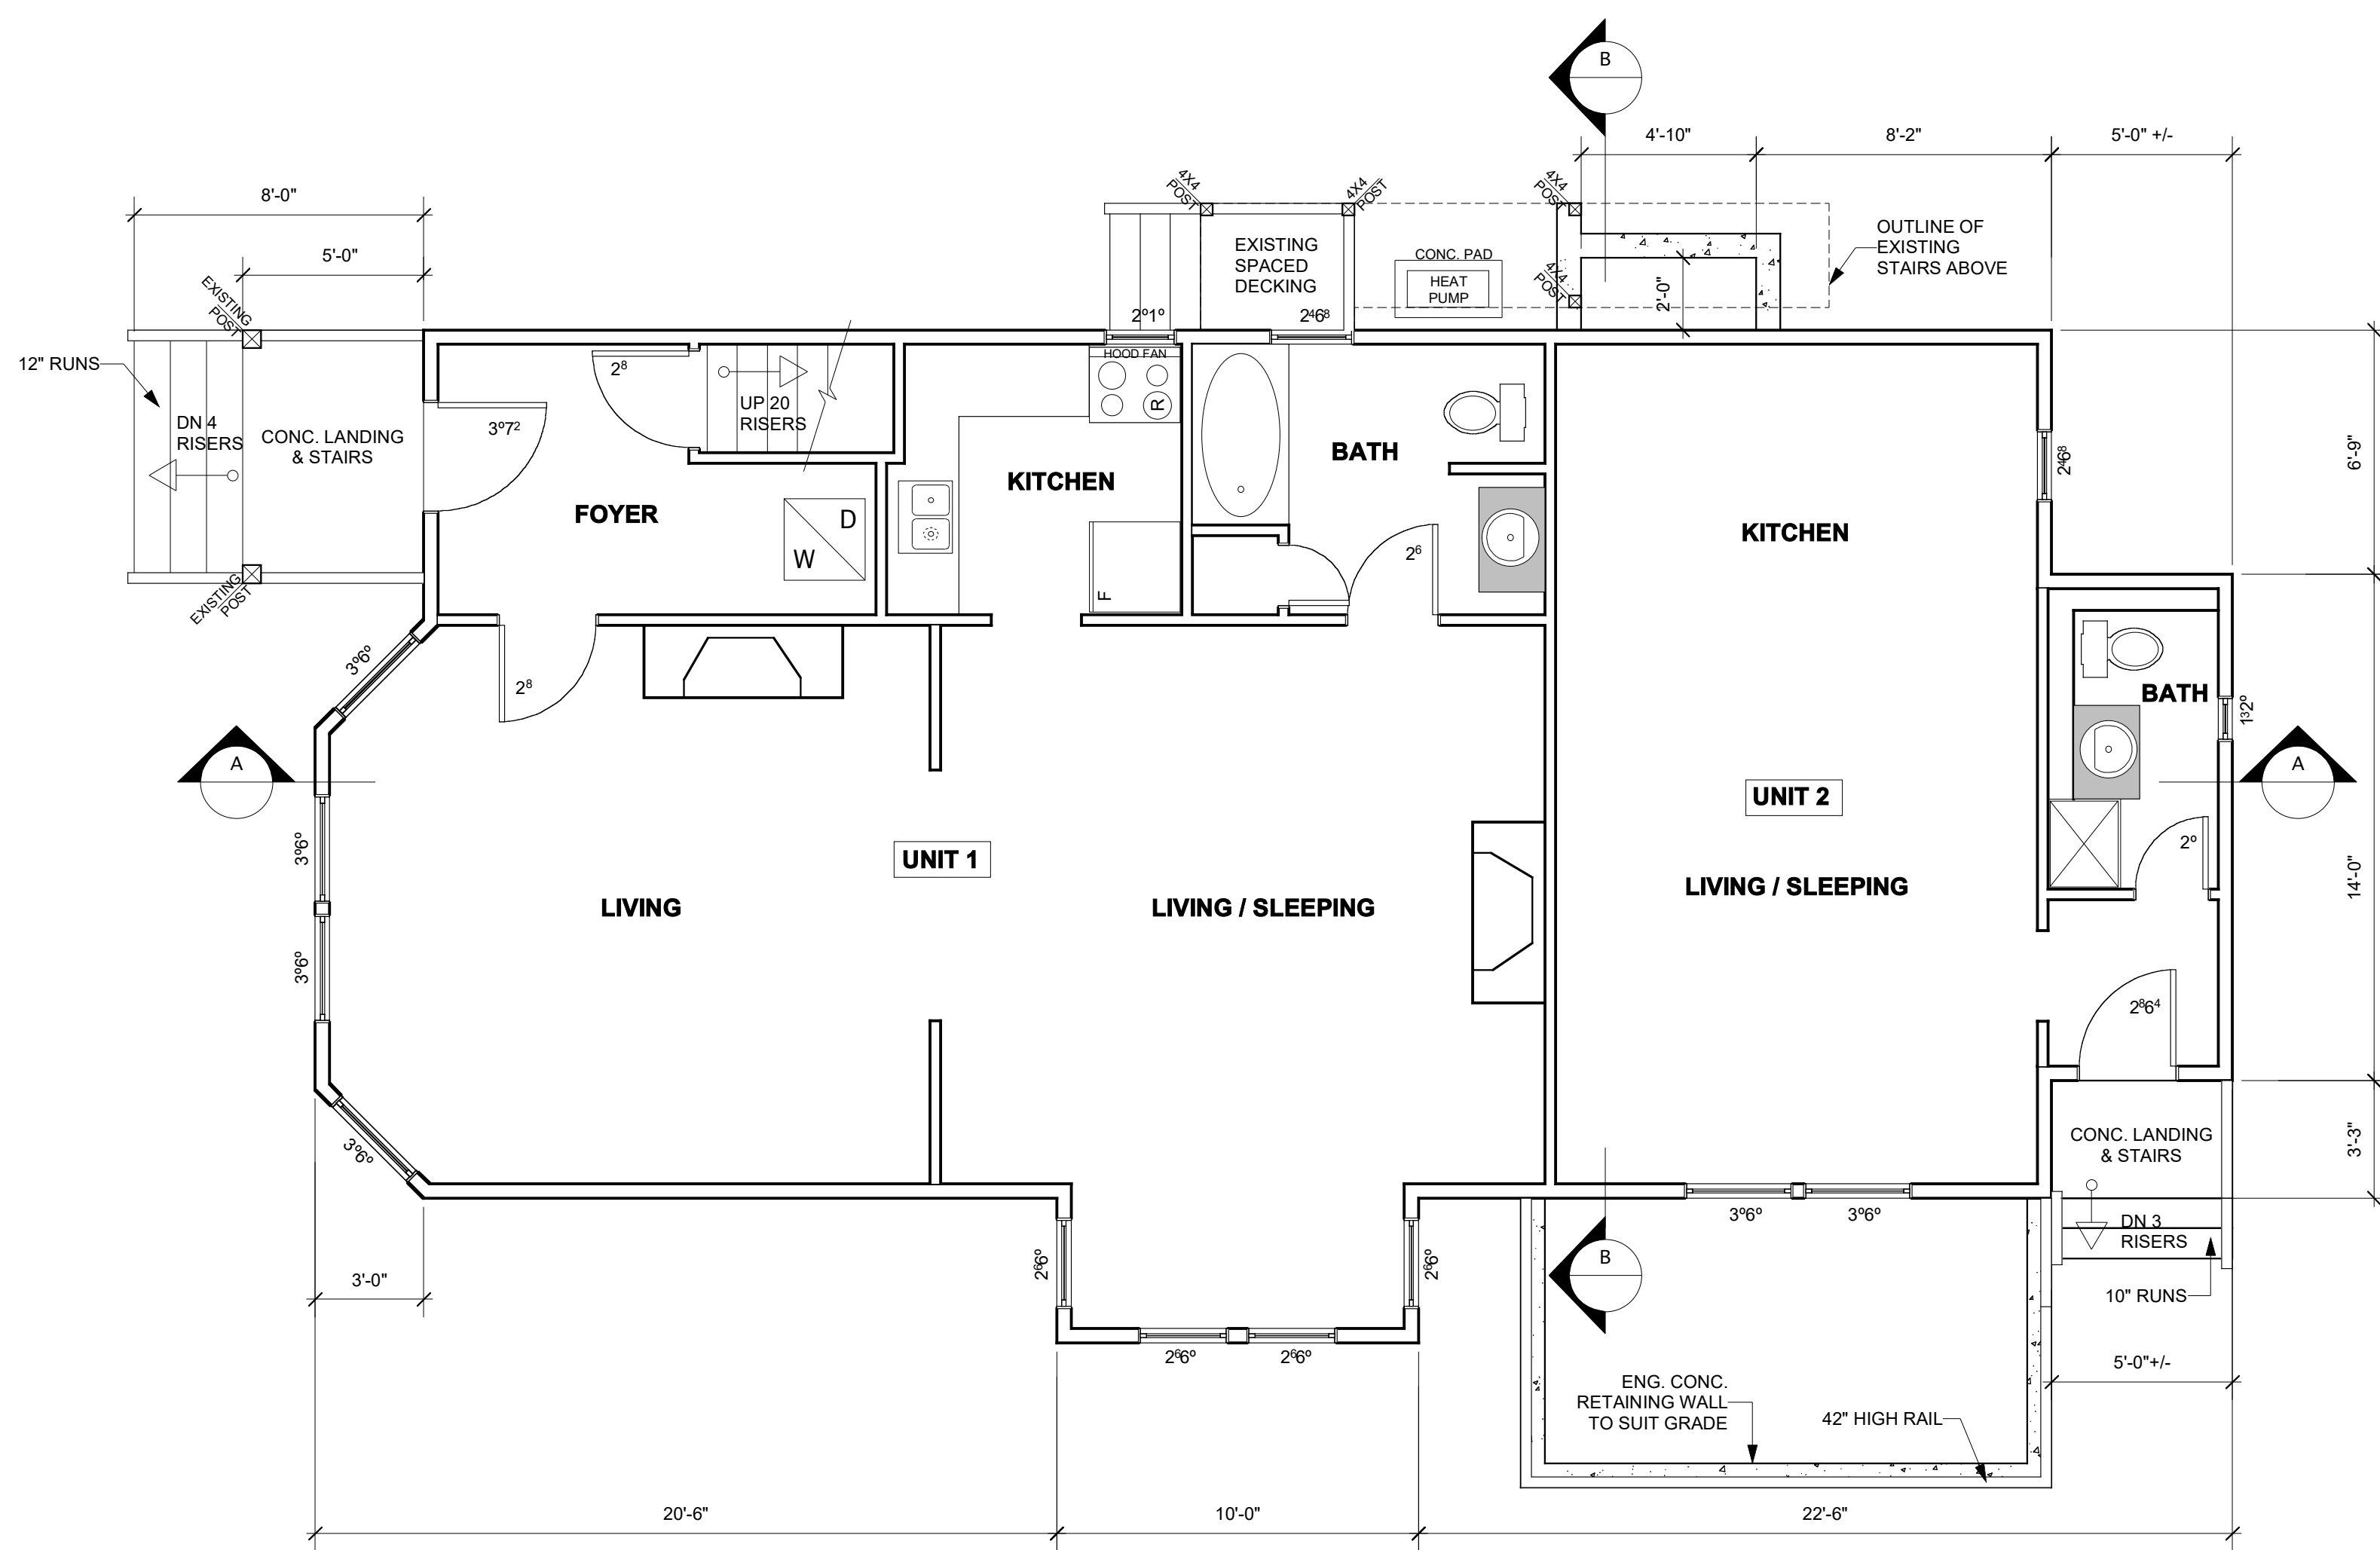 B
4'-10"
8'-2"
5'-0" +/-
8'-0"
5'-0"
4X4
POST
4X4
POST
4X4
POST
4X4
POST
EXISTING
SPACED
DECKING
CONC. PAD
HEAT
PUMP
2'-0"
OUTLINE OF
EXISTING
STAIRS ABOVE
EXISTING
POST
2⁰1⁰
2⁴6⁸
12" RUNS
DN 4
RISERS
CONC. LANDING
& STAIRS
3⁰7²
2⁸
UP 20
RISERS
HOOD FAN
R
KITCHEN
BATH
FOYER
W
D
F
2⁶
KITCHEN
2⁴6⁸
6'-9"
EXISTING
POST
3⁰6⁰
2⁸
BATH
1³2⁰
A
A
UNIT 2
2⁰
3⁰6⁰
UNIT 1
LIVING
LIVING / SLEEPING
LIVING / SLEEPING
14'-0"
3⁰6⁰
2⁸6⁴
3⁰6⁰
CONC. LANDING
& STAIRS
3'-3"
DN 3
RISERS
3⁰6⁰
3⁰6⁰
2⁶6⁰
2⁶6⁰
B
3'-0"
10" RUNS
2⁶6⁰
2⁶6⁰
5'-0"+/-
ENG. CONC.
RETAINING WALL
TO SUIT GRADE
42" HIGH RAIL
20'-6"
10'-0"
22'-6"